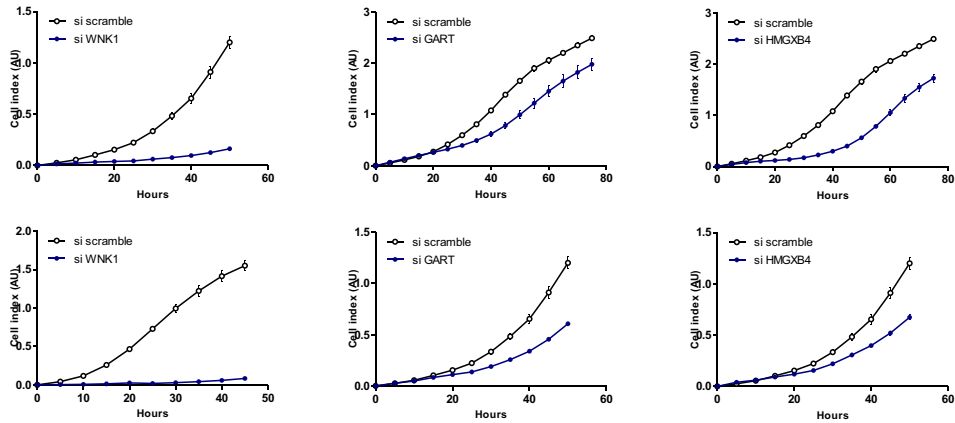 si scramble
si WNK1
Cell index (AU)
1.5
1.0
0.5
0.0
0 20 40 60
Hours
si scramble
si GART
Cell index (AU)
3
2
1
0
0 20 40 60 80
Hours
si scramble
si HMGXB4
Cell index (AU)
3
2
1
0
0 20 40 60 80
Hours
si scramble
si WNK1
Cell index (AU)
2.0
1.5
1.0
0.5
0.0
0 10 20 30 40 50
Hours
si scramble
si GART
Cell index (AU)
1.5
1.0
0.5
0.0
0 20 40 60
Hours
si scramble
si HMGXB4
Cell index (AU)
1.5
1.0
0.5
0.0
0 20 40 60
Hours